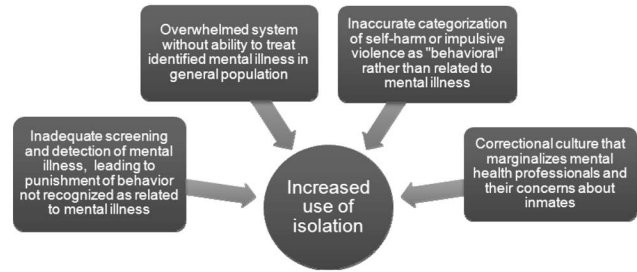 Overwhelmed system
without ability to treat
identified mental illness in
general population
Inaccurate categorization
of self-harm or impulsive
violence as "behavioral"
rather than related to
mental illness
Inadequate screening
and detection of mental
illness, leading to
punishment of behavior
not recognized as related
to mental illness
Correctional culture that
marginalizes mental
health professionals and
their concerns about
inmates
Increased
use of
isolation